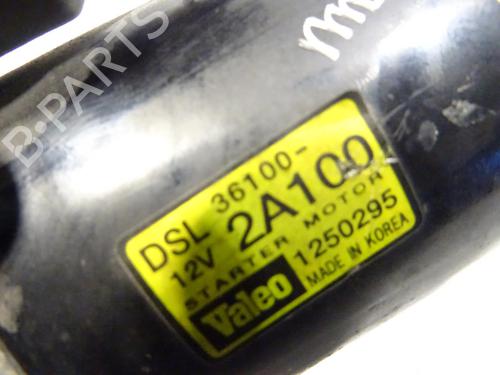 B-PARTS
DSL 36100-
12V 2A100
STARTER MOTOR
Valeo 1250295
MADE IN KOREA